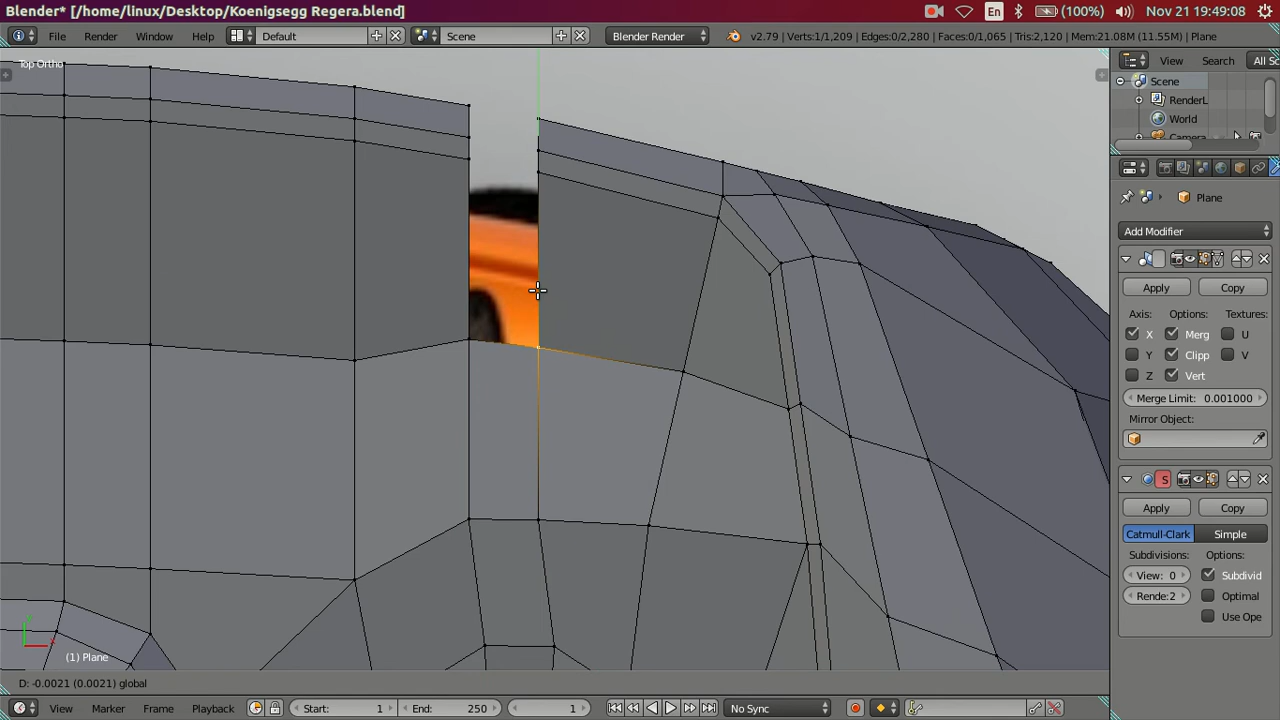 Blender* [/home/linux/Desktop/Koenigsegg Regera.blend]
En
(100%)
Nov 21 19:49:08
File
Render
Window
Help
Default
Scene
Blender Render
v2.79 | Verts:1/1,209 | Edges:0/2,280 | Faces:0/1,065 | Tris:2,120 | Mem:21.08M (11.55M) | Plane
Top Ortho
View
Search
All Sc
Scene
RenderL
World
Camera
Plane
Add Modifier
Apply
Copy
Axis:
Options:
Textures:
X
Merg
U
Y
Clipp
V
Z
Vert
Merge Limit: 0.001000
Mirror Object:
S
Apply
Copy
Catmull-Clark
Simple
Subdivisions:
Options:
View: 0
Subdivid
Rende:2
Optimal
Use Ope
(1) Plane
D: -0.0021 (0.0021) global
View
Marker
Frame
Playback
Start: 1
End: 250
1
No Sync